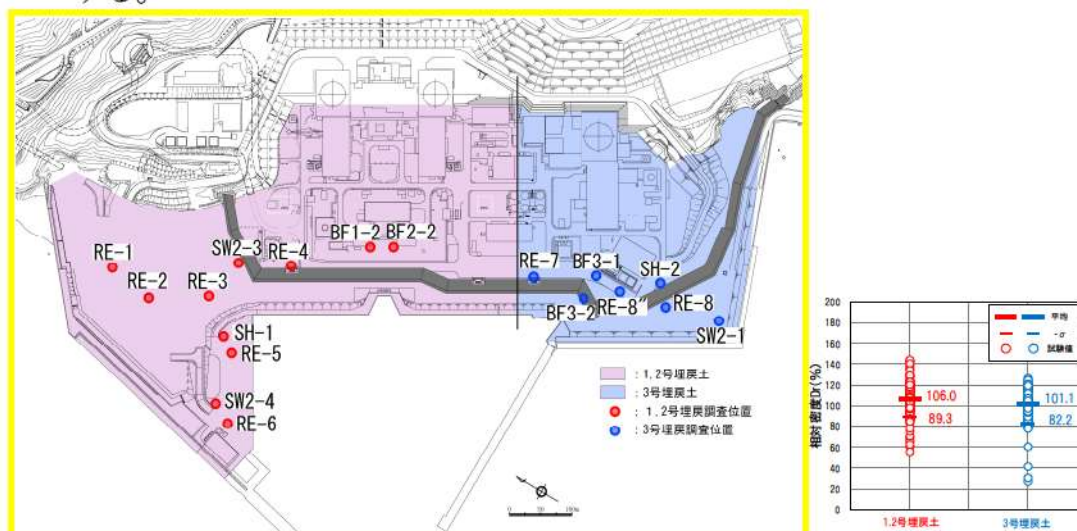 する。
RE-1
RE-2
RE-3
SW2-3
RE-4
BF1-2
BF2-2
SH-1
RE-5
SW2-4
RE-6
RE-7
BF3-1
SH-2
BF3-2
RE-8"
RE-8
SW2-1
:1,2号埋戻土
:3号埋戻土
:1,2号埋戻調査位置
:3号埋戻調査位置
相対密度Dr(%)
200
180
160
140
120
100
80
60
40
20
0
平均
-σ
試験値
106.0
89.3
101.1
82.2
1,2号埋戻土
3号埋戻土